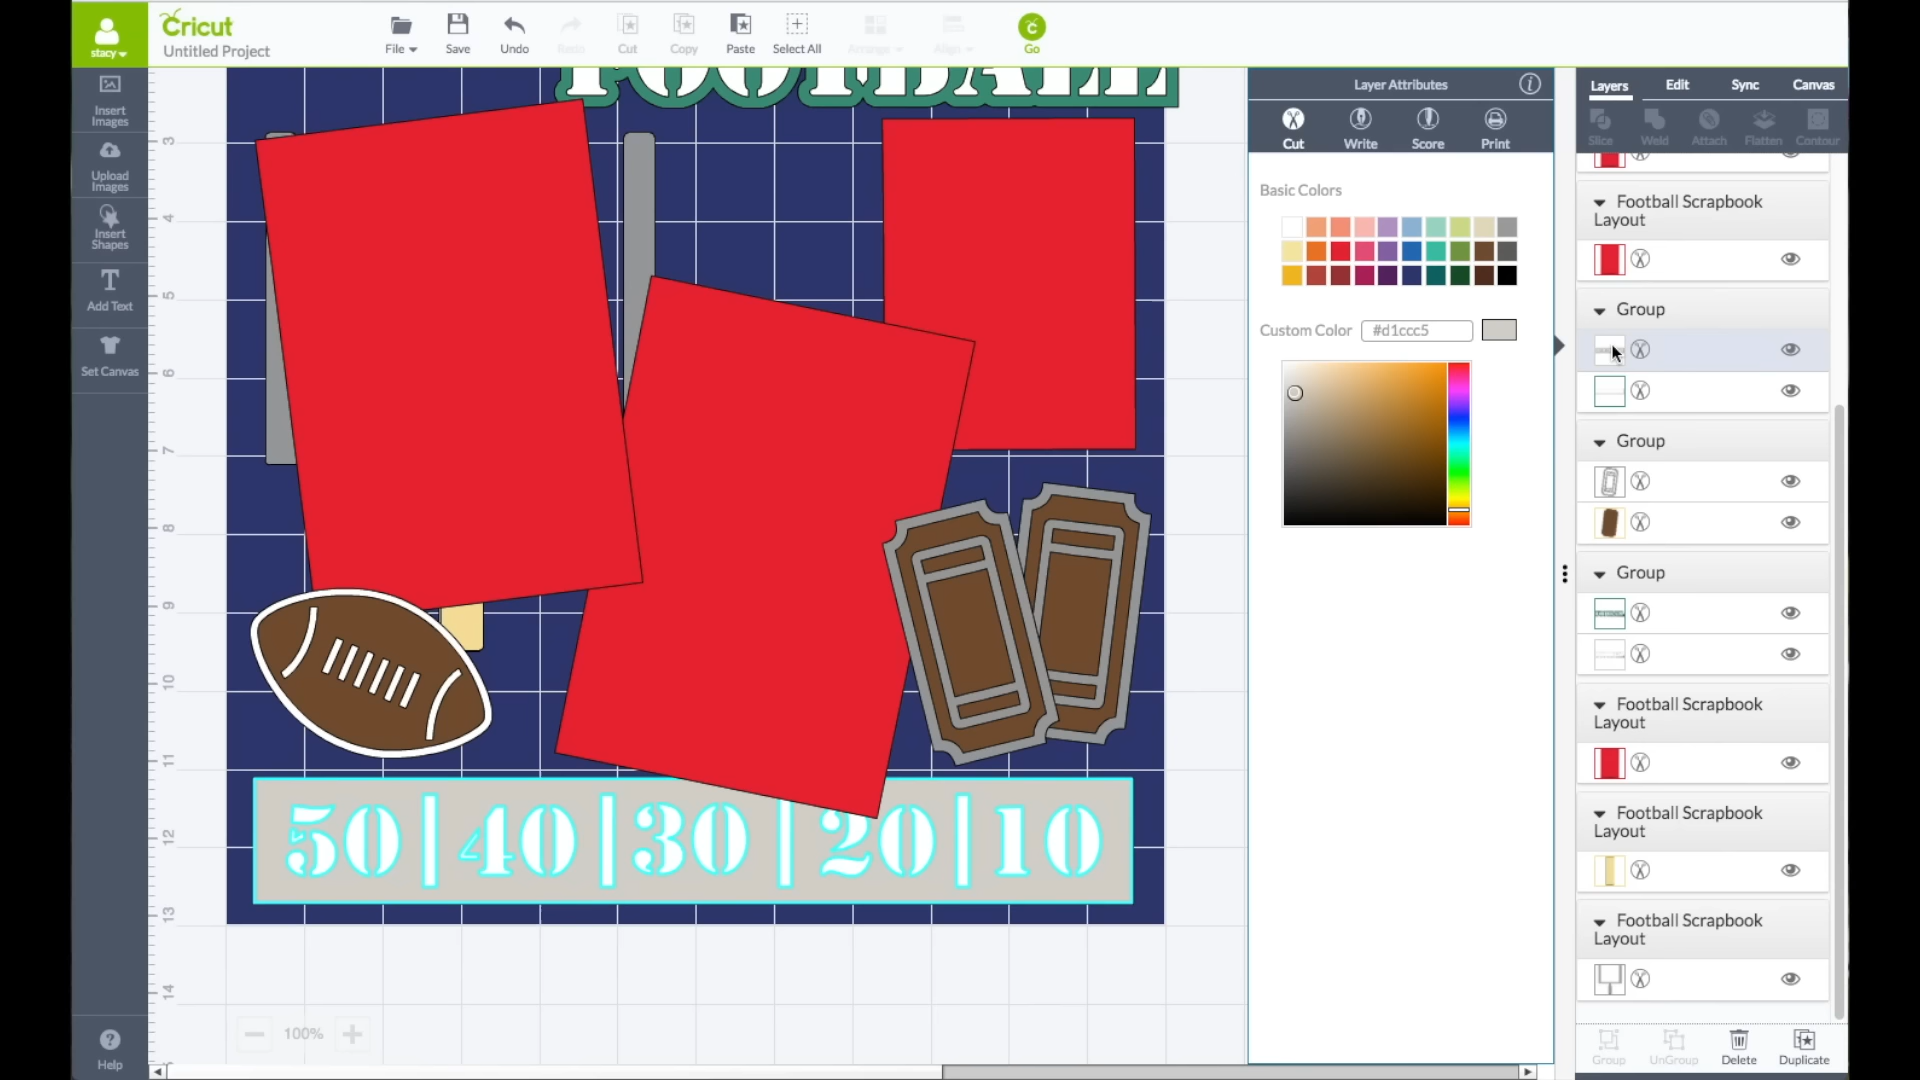 stacy
Cricut
Untitled Project
File
Save
Undo
Redo
Cut
Copy
Paste
Select All
Arrange
Align
Go
Insert
Images
Upload
Images
Insert
Shapes
Add Text
Set Canvas
Help
FOOTBALL
3
4
5
6
7
8
9
10
11
12
13
14
50|40|30|20|10
100%
Layer Attributes
Cut
Write
Score
Print
Basic Colors
Custom Color #d1ccc5
Layers
Edit
Sync
Canvas
Slice
Weld
Attach
Flatten
Contour
Football Scrapbook
Layout
Group
Group
Group
Football Scrapbook
Layout
Football Scrapbook
Layout
Football Scrapbook
Layout
Group
UnGroup
Delete
Duplicate